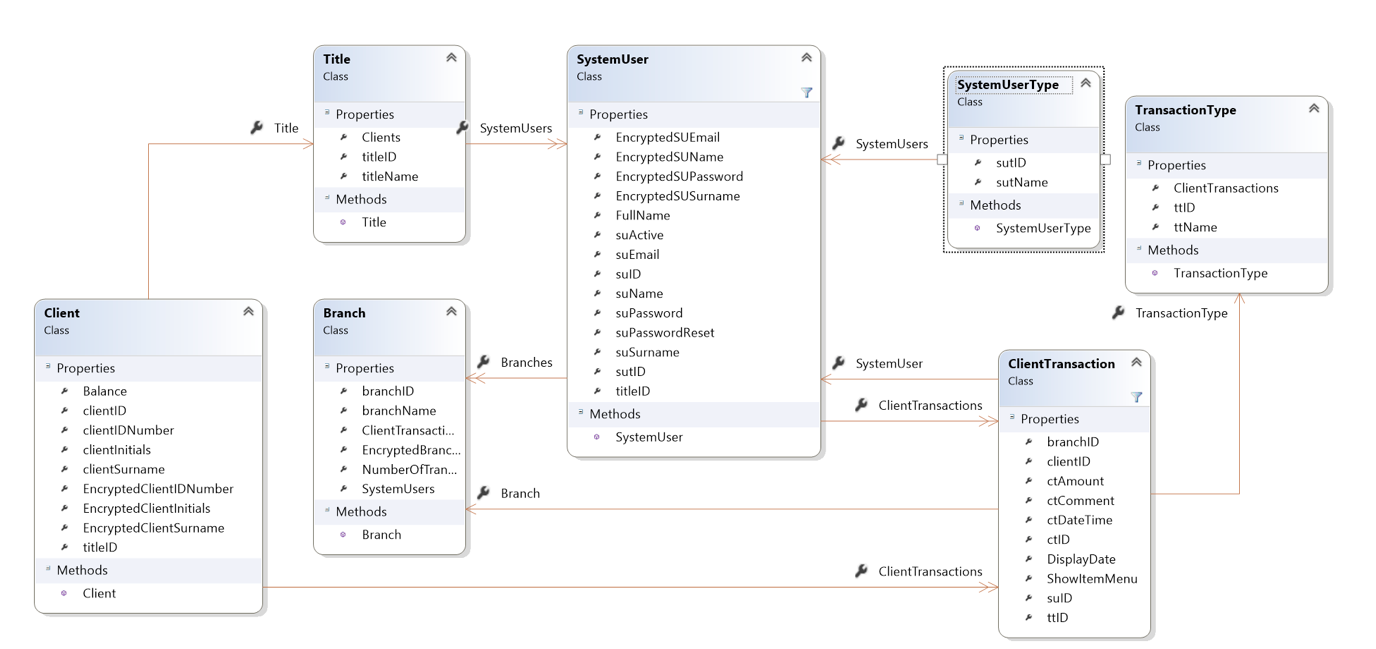 Title
Class
Properties
Clients
titleID
titleName
Methods
Title
SystemUser
Class
Properties
EncryptedSUEmail
EncryptedSUName
EncryptedSUPassword
EncryptedSUSurname
FullName
suActive
suEmail
suID
suName
suPassword
suPasswordReset
suSurname
sutID
titleID
Methods
SystemUser
SystemUserType
Class
Properties
sutID
sutName
Methods
SystemUserType
TransactionType
Class
Properties
ClientTransactions
ttID
ttName
Methods
TransactionType
Title
SystemUsers
SystemUsers
TransactionType
Client
Class
Properties
Balance
clientID
clientIDNumber
clientInitials
clientSurname
EncryptedClientIDNumber
EncryptedClientInitials
EncryptedClientSurname
titleID
Methods
Client
Branch
Class
Properties
branchID
branchName
ClientTransacti...
EncryptedBranc...
NumberOfTran...
SystemUsers
Methods
Branch
Branches
SystemUser
ClientTransactions
Branch
ClientTransactions
ClientTransaction
Class
Properties
branchID
clientID
ctAmount
ctComment
ctDateTime
ctID
DisplayDate
ShowItemMenu
suID
ttID